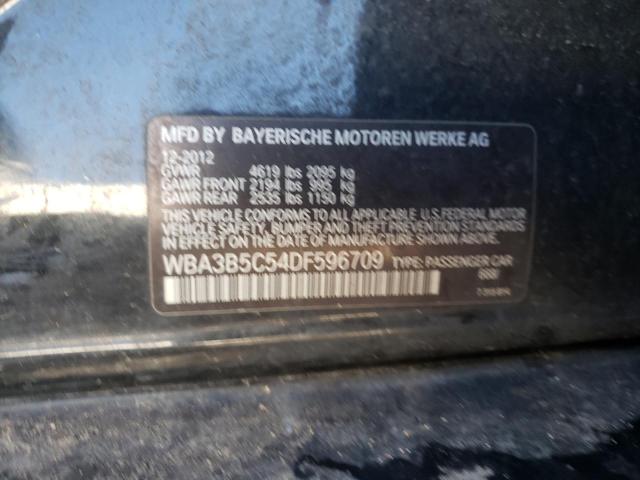 MFD BY BAYERISCHE MOTOREN WERKE AG
12-2012
GVWR 4619 lbs 2095 kg
GAWR FRONT 2194 lbs 995 kg
GAWR REAR 2535 lbs 1150 kg
THIS VEHICLE CONFORMS TO ALL APPLICABLE U.S. FEDERAL MOTOR
VEHICLE SAFETY, BUMPER AND THEFT PREVENTION STANDARDS IN
EFFECT ON THE DATE OF MANUFACTURE SHOWN ABOVE.
WBA3B5C54DF596709 TYPE: PASSENGER CAR